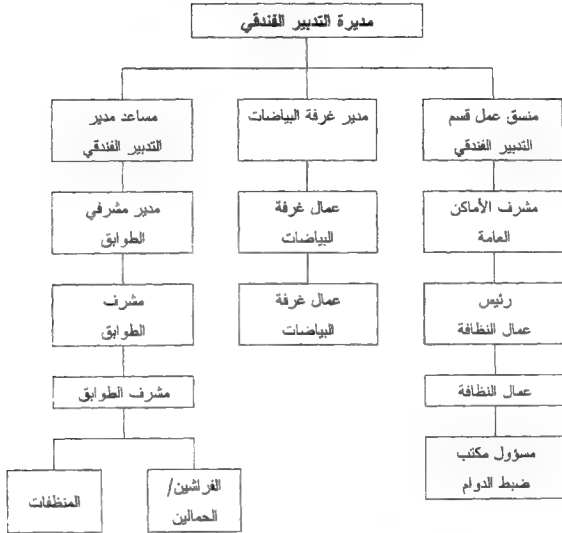 مديرة التدبير الفندقي
منسق عمل قسم
التدبير الفندقي
مدير غرفة البياضات
مساعد مدير
التدبير الفندقي
مشرف الأماكن
العامة
عمال غرفة
البياضات
مدير مشرفي
الطوابق
رئيس
عمال النظافة
عمال غرفة
البياضات
مشرف
الطوابق
عمال النظافة
مشرف الطوابق
مسؤول مكتب
ضبط الدوام
الفراشين/
الحمالين
المنظفات